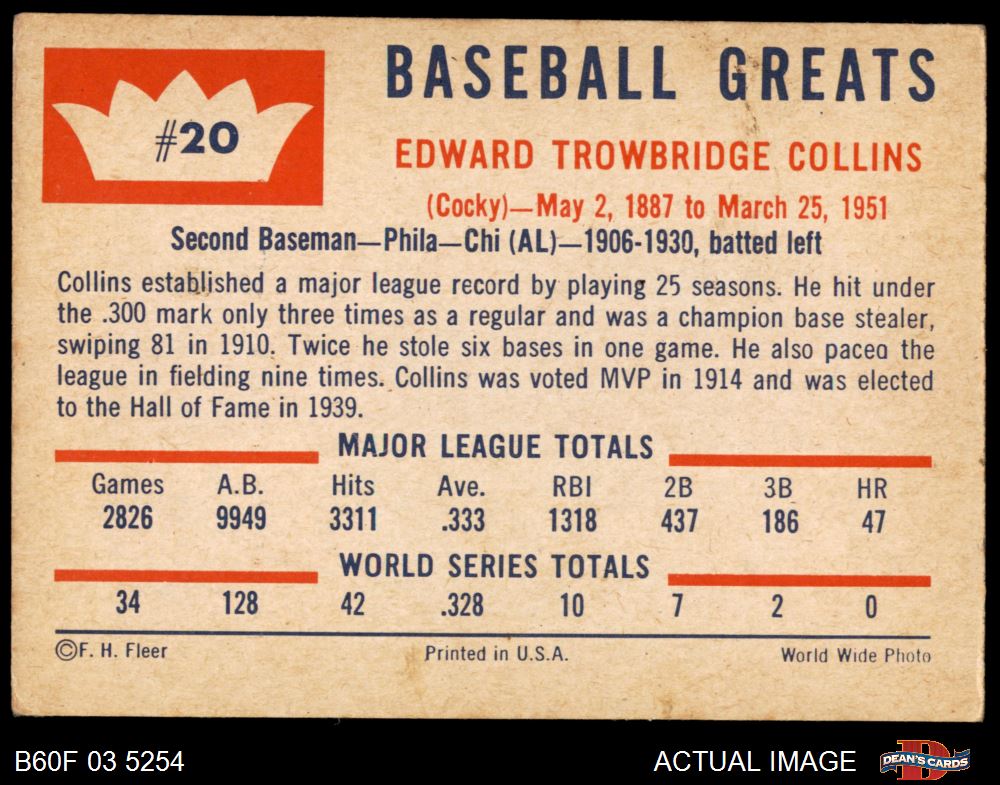 #20
BASEBALL GREATS
EDWARD TROWBRIDGE COLLINS
(Cocky)—May 2, 1887 to March 25, 1951
Second Baseman—Phila—Chi (AL)—1906-1930, batted left
Collins established a major league record by playing 25 seasons. He hit under
the .300 mark only three times as a regular and was a champion base stealer,
swiping 81 in 1910. Twice he stole six bases in one game. He also paced the
league in fielding nine times. Collins was voted MVP in 1914 and was elected
to the Hall of Fame in 1939.
MAJOR LEAGUE TOTALS
Games A.B. Hits Ave. RBI 2B 3B HR
2826 9949 3311 .333 1318 437 186 47
WORLD SERIES TOTALS
34 128 42 .328 10 7 2 0
©F. H. Fleer Printed in U.S.A. World Wide Photo
B60F 03 5254 ACTUAL IMAGE DEAN'S CARDS